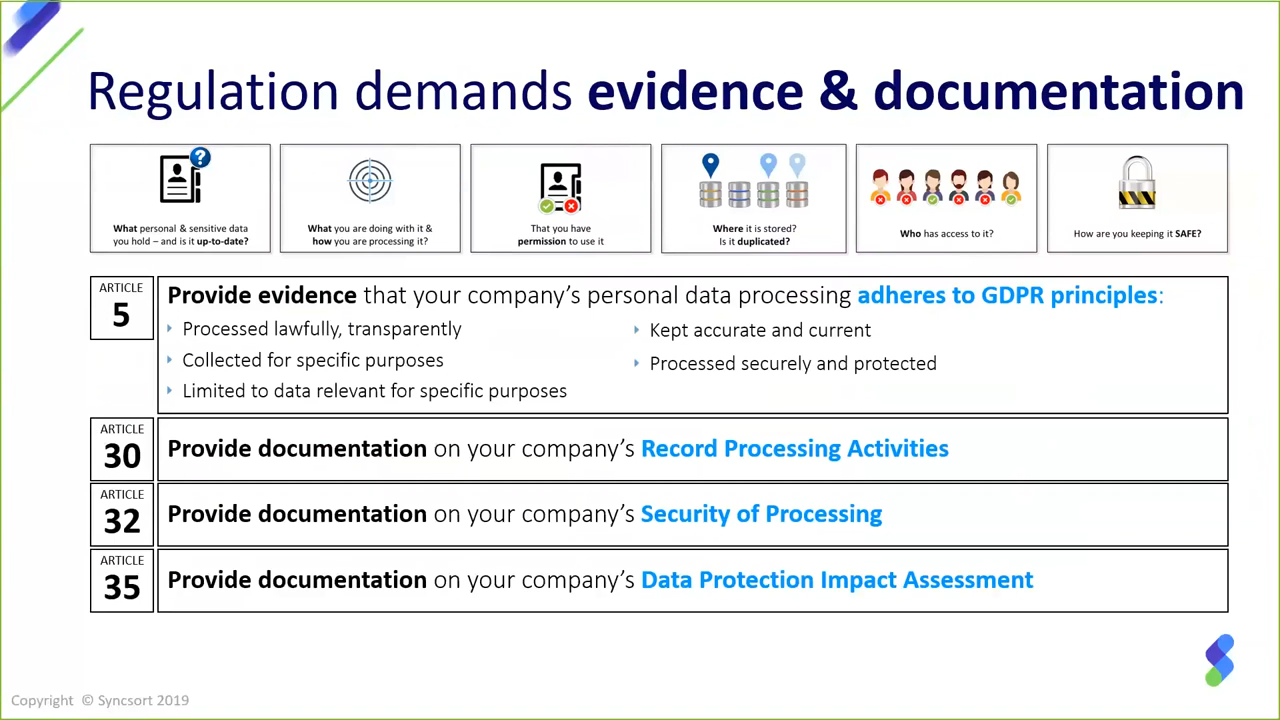 Regulation demands evidence & documentation
?
What personal & sensitive data
you hold – and is it up-to-date?
What you are doing with it &
how you are processing it?
That you have
permission to use it
Where it is stored?
Is it duplicated?
Who has access to it?
How are you keeping it SAFE?
ARTICLE
5
Provide evidence that your company's personal data processing adheres to GDPR principles:
Processed lawfully, transparently
Collected for specific purposes
Limited to data relevant for specific purposes
Kept accurate and current
Processed securely and protected
ARTICLE
30
Provide documentation on your company's Record Processing Activities
ARTICLE
32
Provide documentation on your company's Security of Processing
ARTICLE
35
Provide documentation on your company's Data Protection Impact Assessment
Copyright © Syncsort 2019